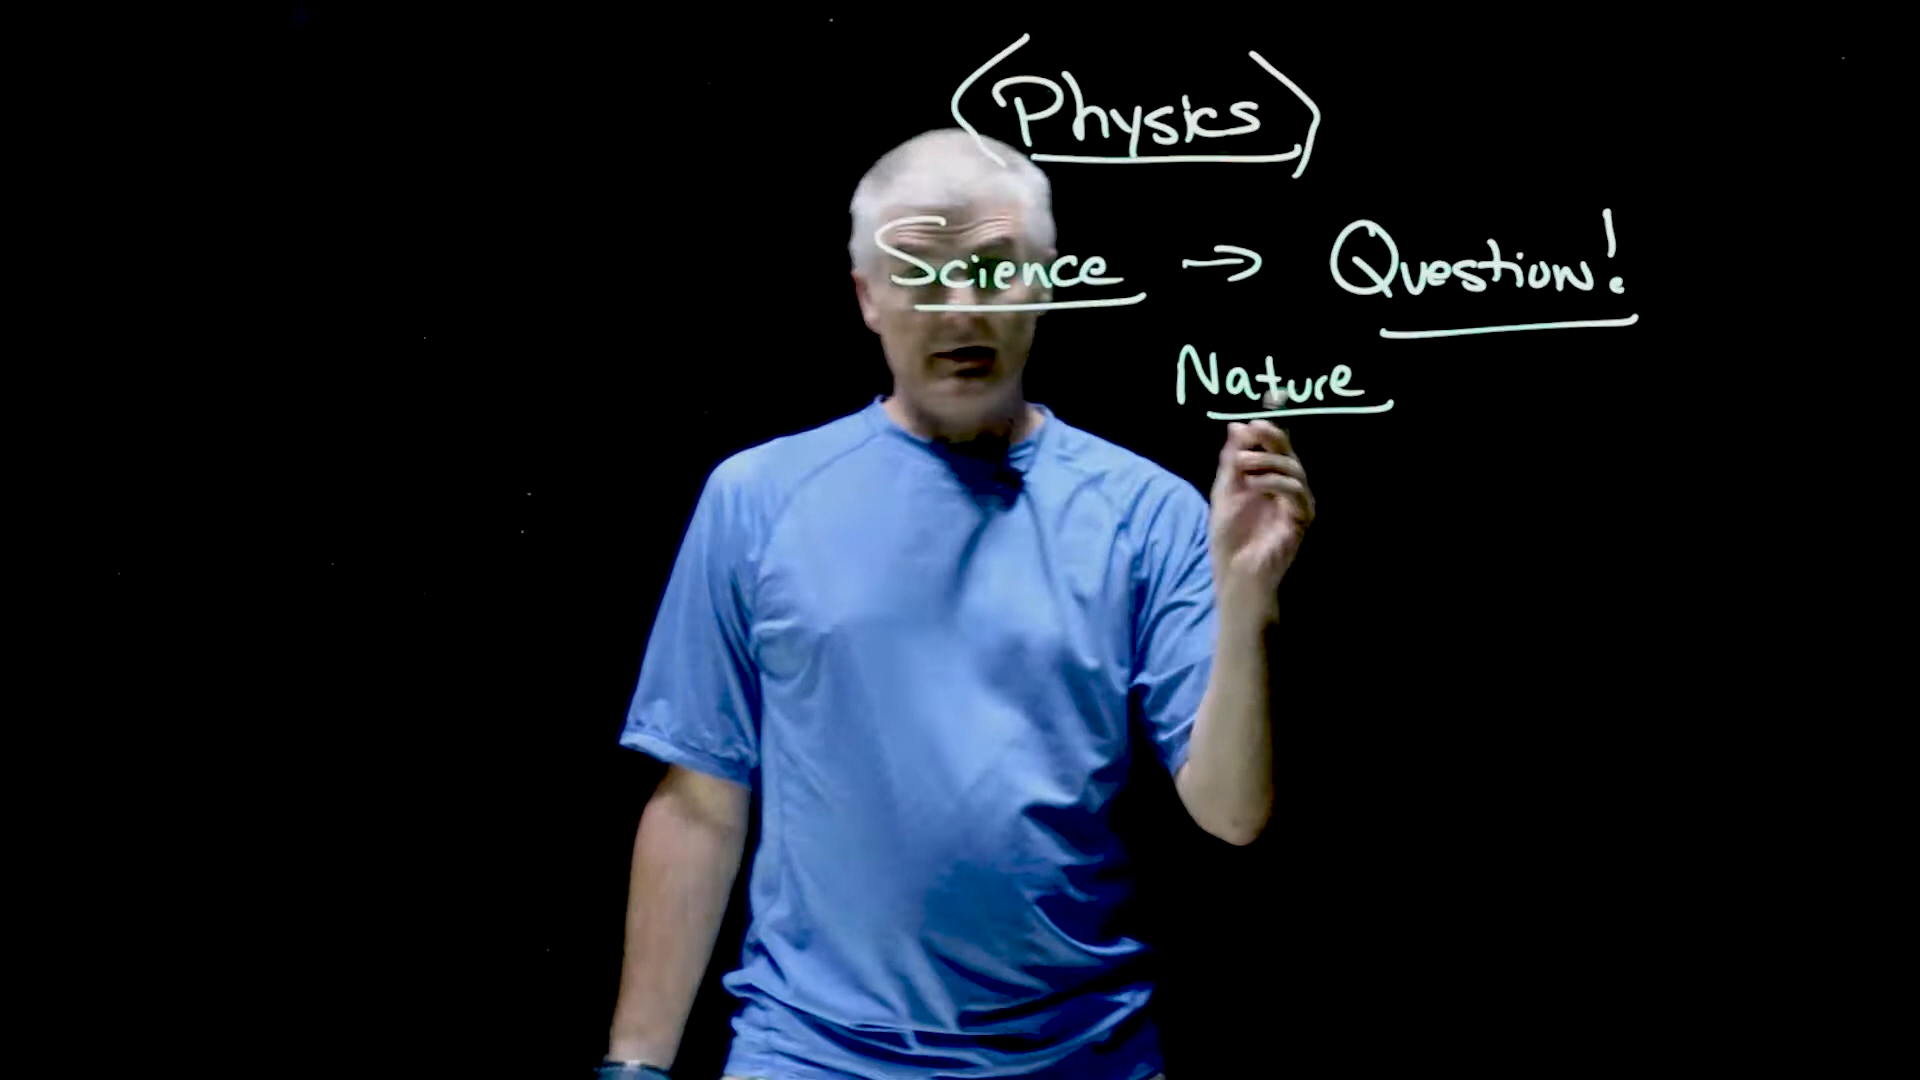 (Physics)
Science → Question!
Nature